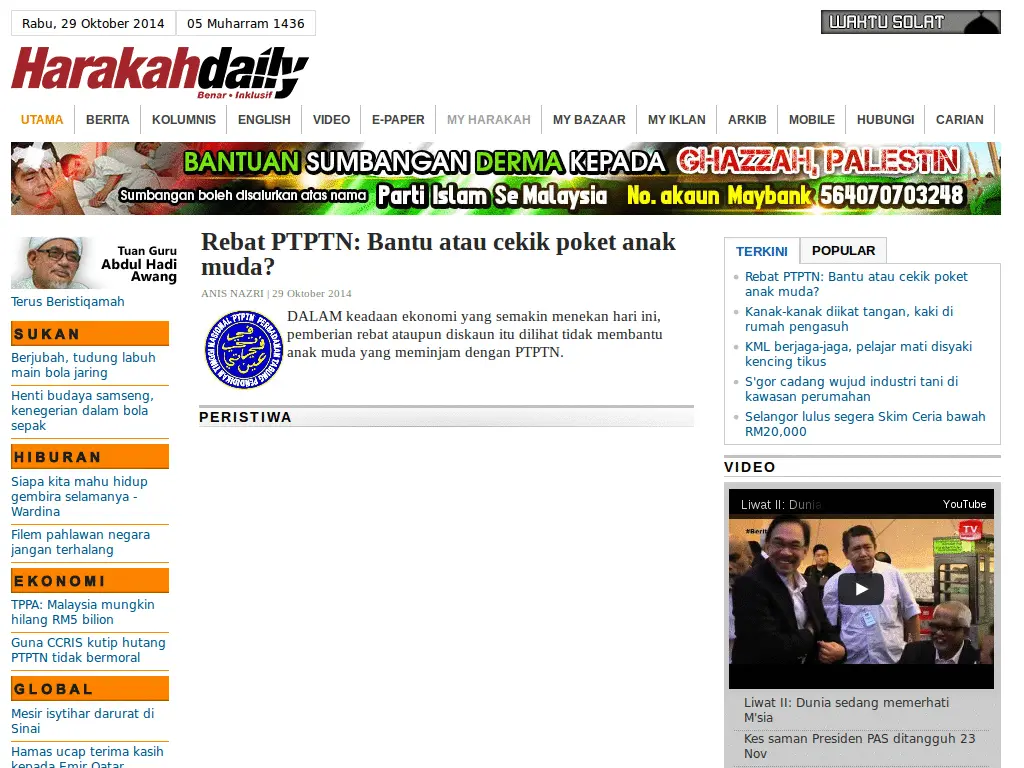 Rabu, 29 Oktober 2014
05 Muharram 1436
WAKTU SOLAT
Harakahdaily
Benar • Inklusif
UTAMA
BERITA
KOLUMNIS
ENGLISH
VIDEO
E-PAPER
MY HARAKAH
MY BAZAAR
MY IKLAN
ARKIB
MOBILE
HUBUNGI
CARIAN
BANTUAN SUMBANGAN DERMA KEPADA GHAZZAH, PALESTIN
Sumbangan boleh disalurkan atas nama Parti Islam Se Malaysia No. akaun Maybank 564070703248
Tuan Guru
Abdul Hadi
Awang
Terus Beristiqamah
SUKAN
Berjubah, tudung labuh
main bola jaring
Henti budaya samseng,
kenegerian dalam bola
sepak
HIBURAN
Siapa kita mahu hidup
gembira selamanya -
Wardina
Filem pahlawan negara
jangan terhalang
EKONOMI
TPPA: Malaysia mungkin
hilang RM5 bilion
Guna CCRIS kutip hutang
PTPTN tidak bermoral
GLOBAL
Mesir isytihar darurat di
Sinai
Hamas ucap terima kasih
kepada Emir Qatar
Rebat PTPTN: Bantu atau cekik poket anak
muda?
ANIS NAZRI | 29 Oktober 2014
DALAM keadaan ekonomi yang semakin menekan hari ini,
pemberian rebat ataupun diskaun itu dilihat tidak membantu
anak muda yang meminjam dengan PTPTN.
PERISTIWA
TERKINI
POPULAR
Rebat PTPTN: Bantu atau cekik poket
anak muda?
Kanak-kanak diikat tangan, kaki di
rumah pengasuh
KML berjaga-jaga, pelajar mati disyaki
kencing tikus
S'gor cadang wujud industri tani di
kawasan perumahan
Selangor lulus segera Skim Ceria bawah
RM20,000
VIDEO
Liwat II: Dunia
YouTube
TV
Liwat II: Dunia sedang memerhati
M'sia
Kes saman Presiden PAS ditangguh 23
Nov